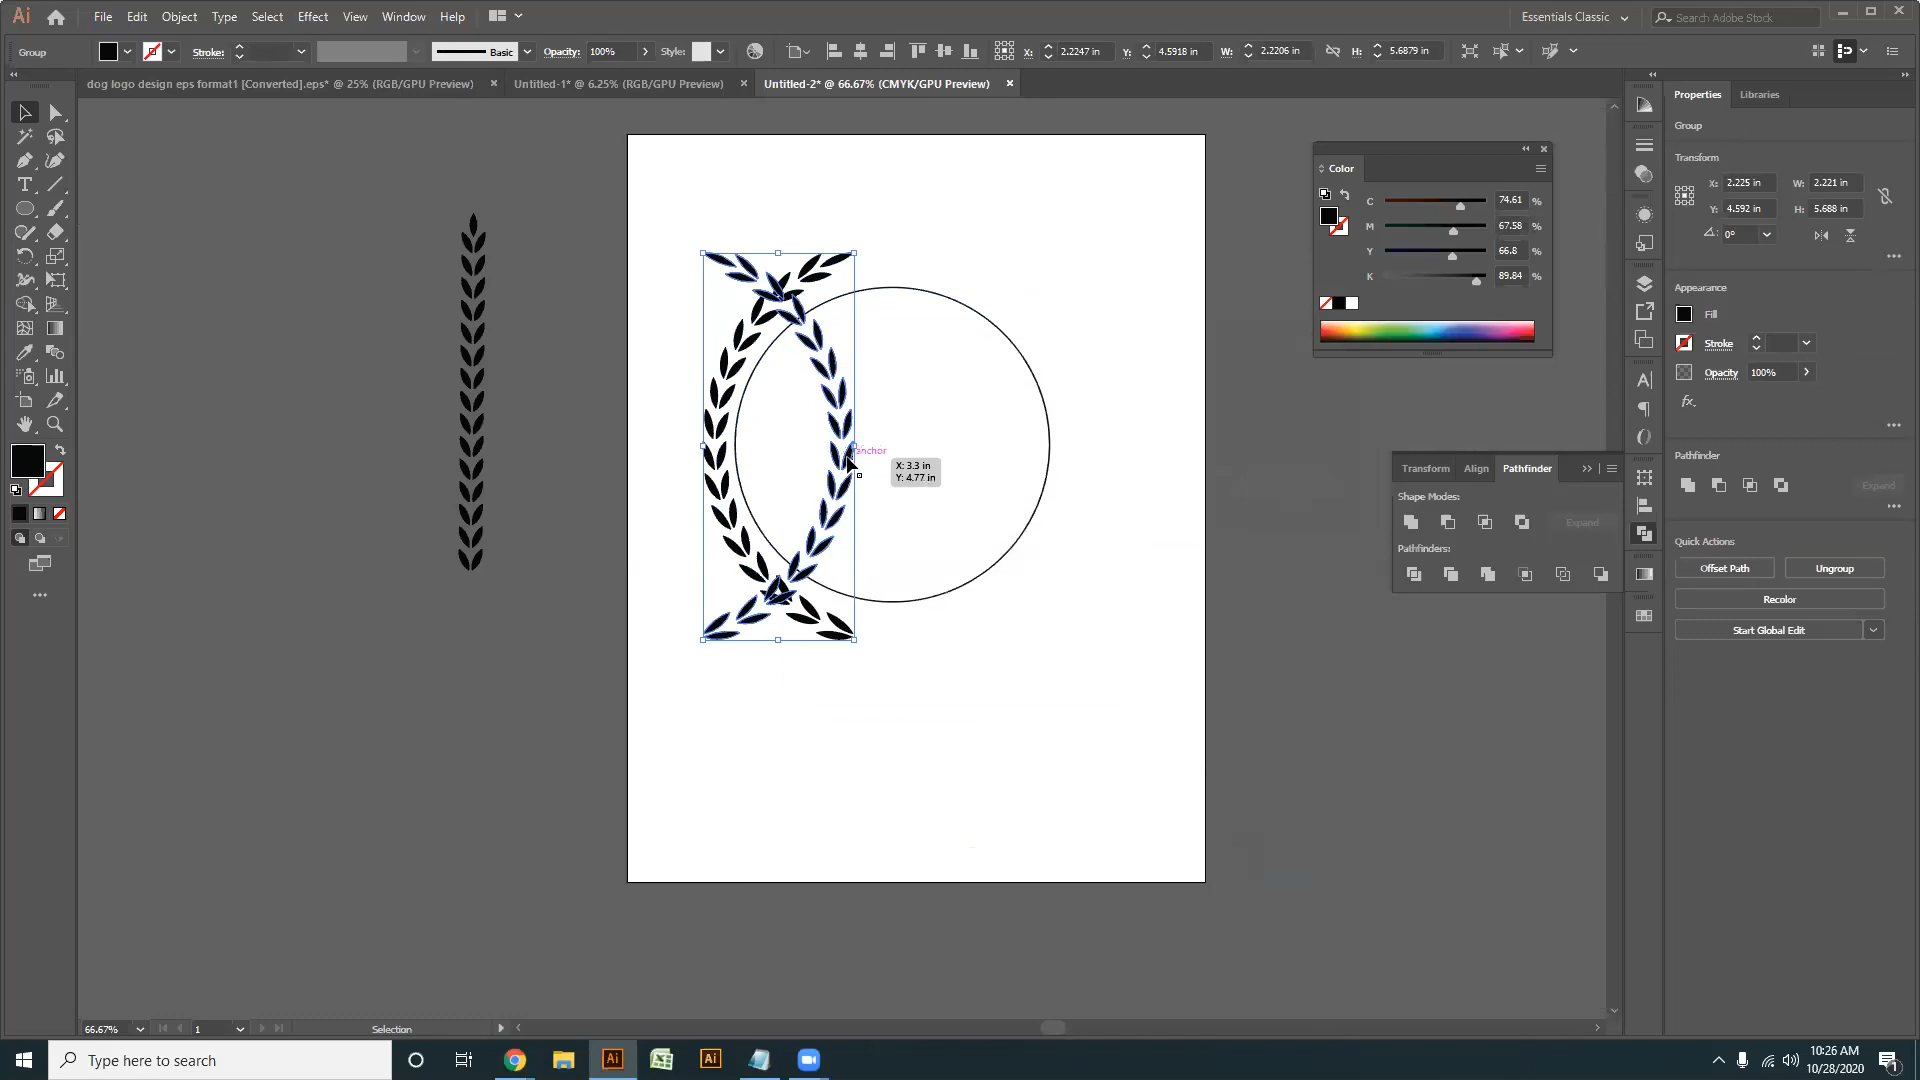 Ai File Edit Object Type Select Effect View Window Help Essentials Classic Search Adobe Stock
Group Stroke: Basic Opacity: 100% Style: X: 2.2247 in Y: 4.5918 in W: 2.2206 in H: 5.6879 in
dog logo design eps format1 [Converted].eps* @ 25% (RGB/GPU Preview) Untitled-1* @ 6.25% (RGB/GPU Preview) Untitled-2* @ 66.67% (CMYK/GPU Preview)
Properties Libraries
Group
Transform
X: 2.225 in W: 2.221 in
Y: 4.592 in H: 5.688 in
0°
Appearance
Fill
Stroke
Opacity 100%
fx
Pathfinder
Expand
Quick Actions
Offset Path Ungroup
Recolor
Start Global Edit
Color
C 74.61 %
M 67.58 %
Y 66.8 %
K 89.84 %
Transform Align Pathfinder
Shape Modes:
Expand
Pathfinders:
anchor
X: 3.3 in
Y: 4.77 in
66.67% 1 Selection
Type here to search
Ai Ai
10:26 AM
10/28/2020
1